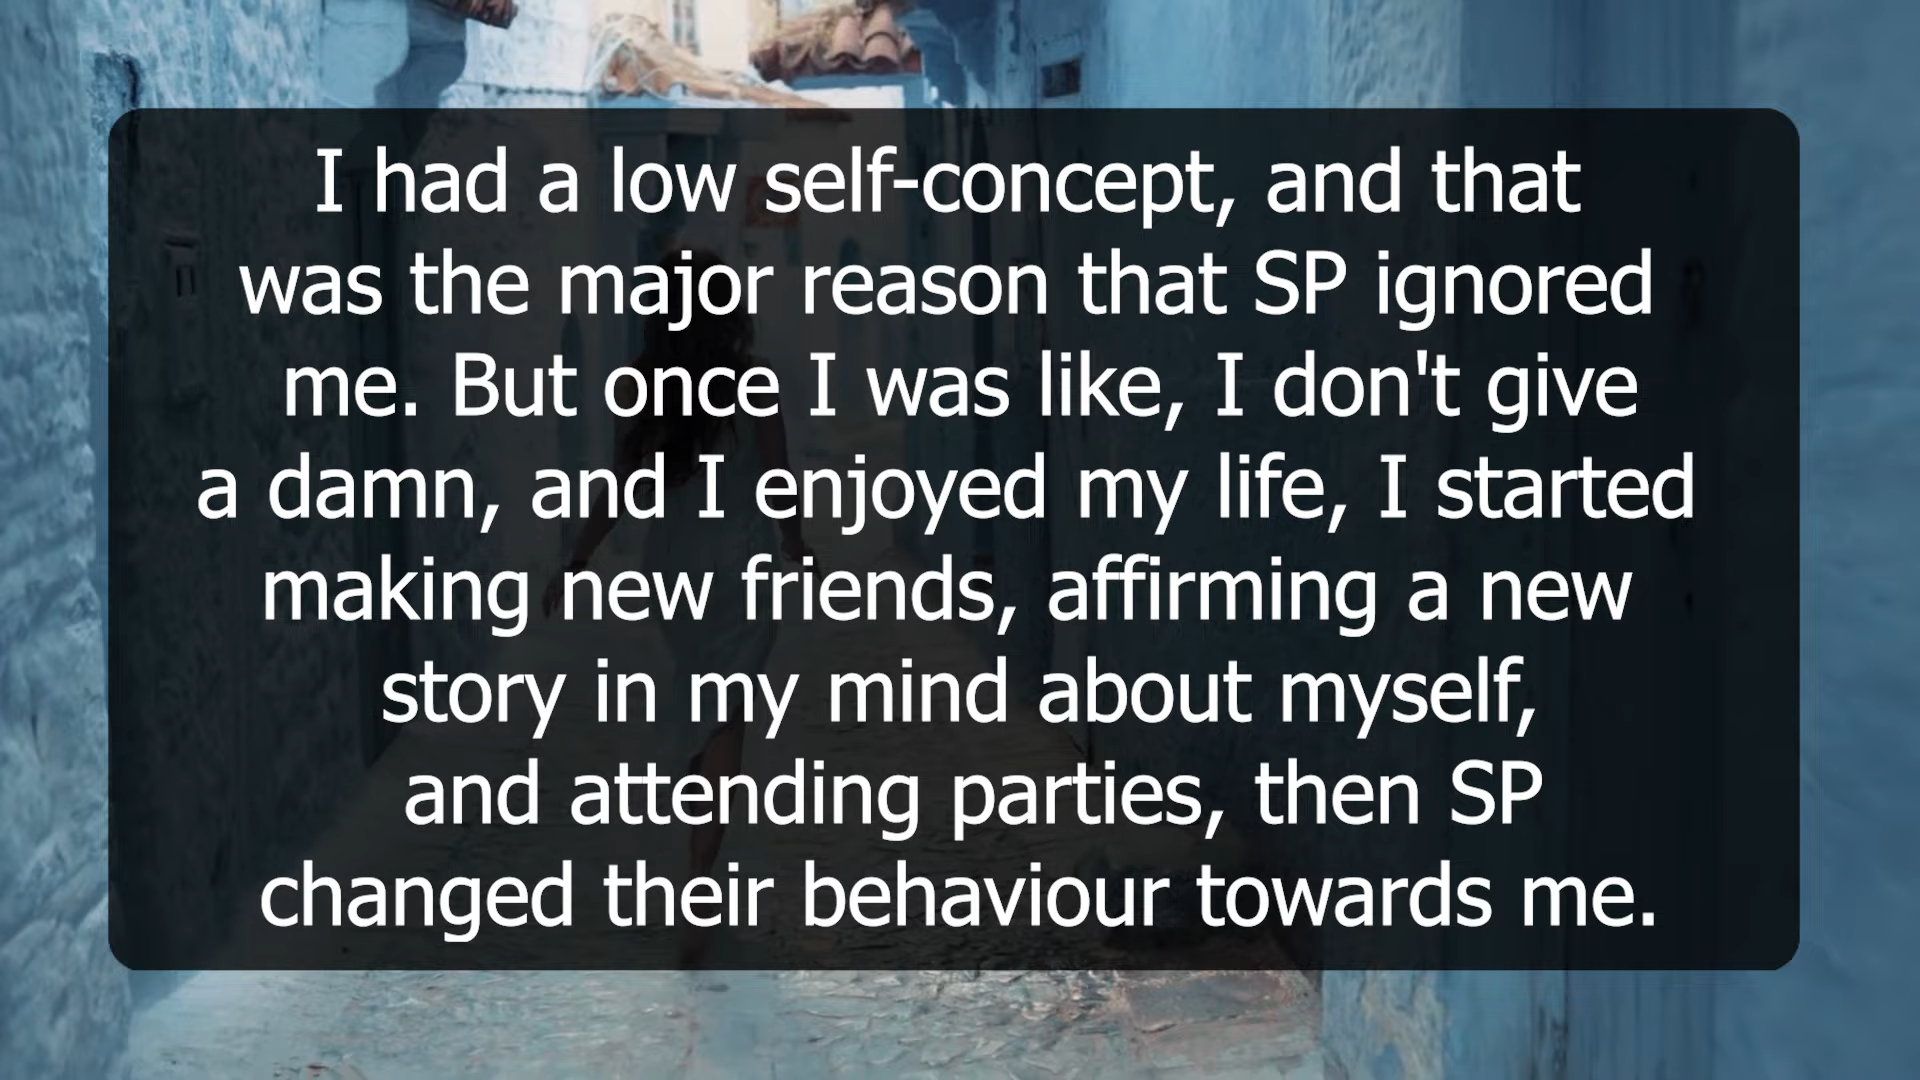 I had a low self-concept, and that
was the major reason that SP ignored
me. But once I was like, I don't give
a damn, and I enjoyed my life, I started
making new friends, affirming a new
story in my mind about myself,
and attending parties, then SP
changed their behaviour towards me.